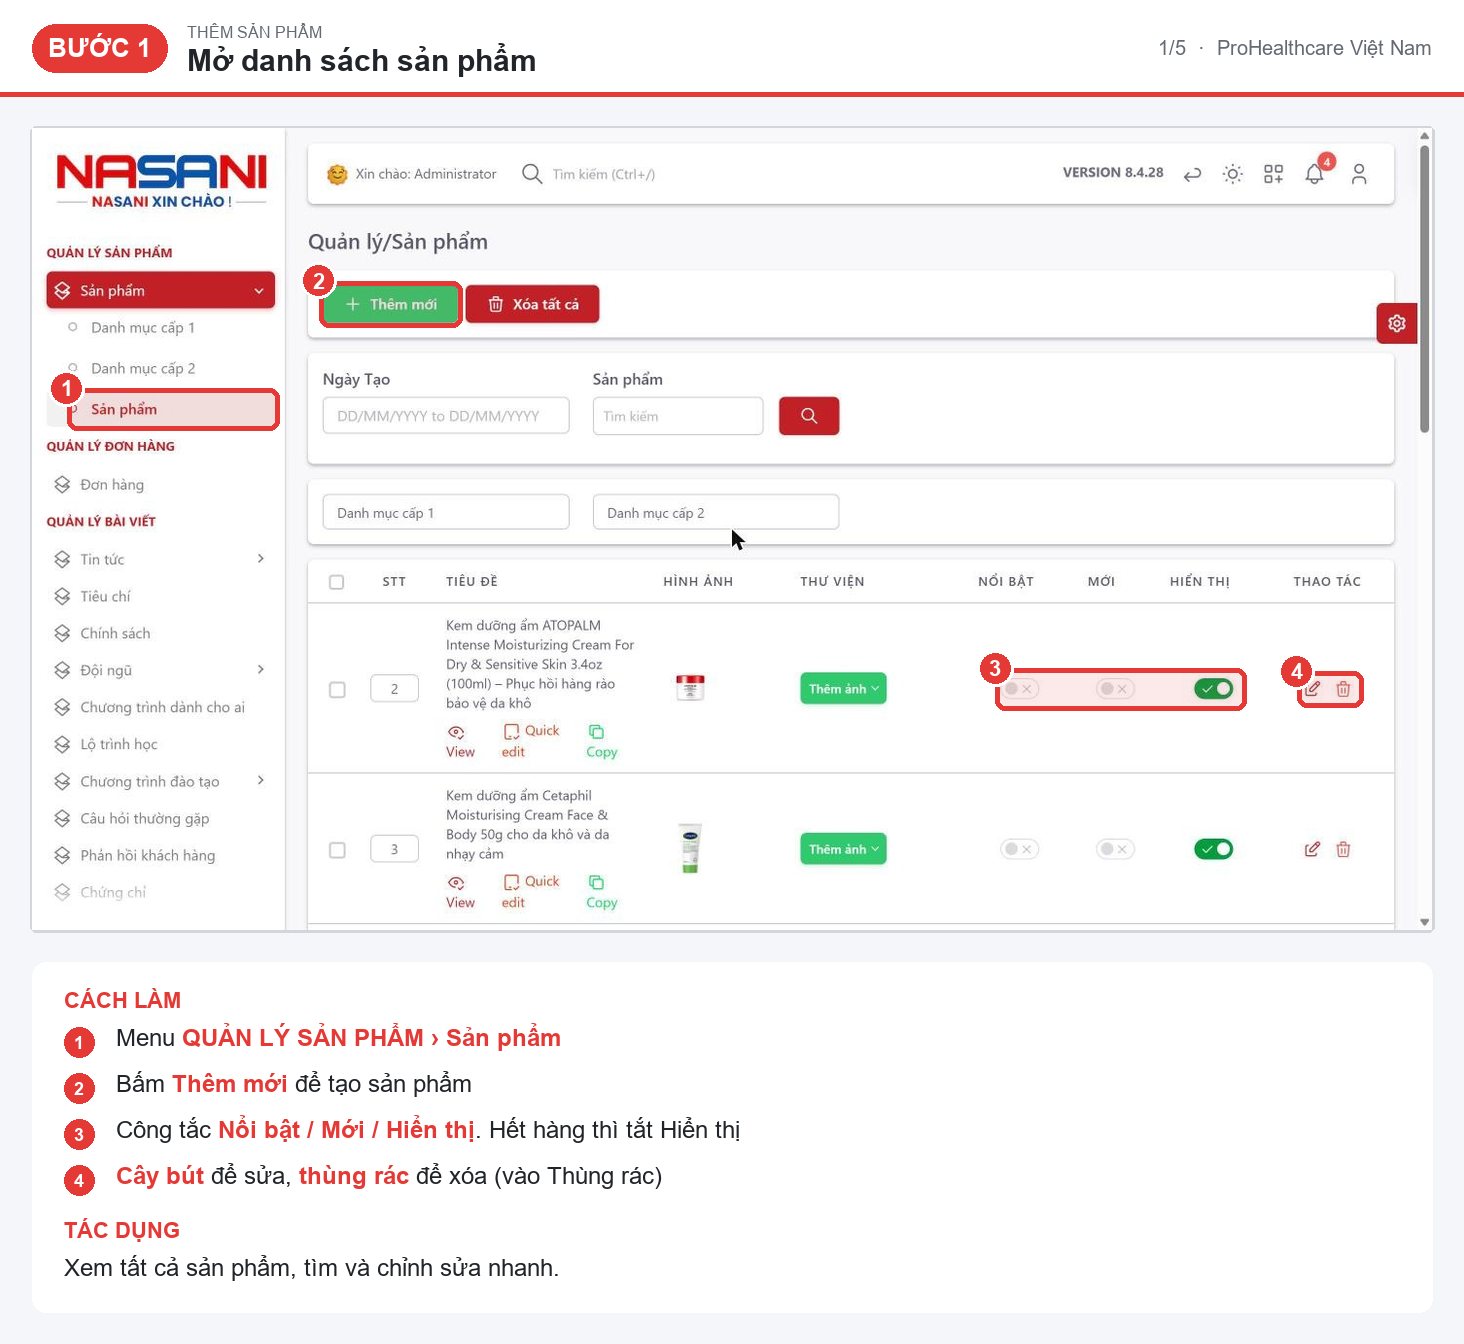 BƯỚC 1
THÊM SẢN PHẨM
Mở danh sách sản phẩm
1/5 · ProHealthcare Việt Nam
NASANI
NASANI XIN CHÀO !
QUẢN LÝ SẢN PHẨM
Sản phẩm
Danh mục cấp 1
Danh mục cấp 2
1
Sản phẩm
QUẢN LÝ ĐƠN HÀNG
Đơn hàng
QUẢN LÝ BÀI VIẾT
Tin tức
Tiêu chí
Chính sách
Đội ngũ
Chương trình dành cho ai
Lộ trình học
Chương trình đào tạo
Câu hỏi thường gặp
Phản hồi khách hàng
Chứng chỉ
Xin chào: Administrator
Tìm kiếm (Ctrl+/)
VERSION 8.4.28
4
Quản lý/Sản phẩm
2
Thêm mới
Xóa tất cả
Ngày Tạo
Sản phẩm
DD/MM/YYYY to DD/MM/YYYY
Tìm kiếm
Danh mục cấp 1
Danh mục cấp 2
STT TIÊU ĐỀ HÌNH ẢNH THƯ VIỆN NỔI BẬT MỚI HIỂN THỊ THAO TÁC
2
Kem dưỡng ẩm ATOPALM
Intense Moisturizing Cream For
Dry & Sensitive Skin 3.4oz
(100ml) – Phục hồi hàng rào
bảo vệ da khô
View
Quick
edit
Copy
Thêm ảnh
3
4
3
Kem dưỡng ẩm Cetaphil
Moisturising Cream Face &
Body 50g cho da khô và da
nhạy cảm
View
Quick
edit
Copy
Thêm ảnh
CÁCH LÀM
1 Menu QUẢN LÝ SẢN PHẨM › Sản phẩm
2 Bấm Thêm mới để tạo sản phẩm
3 Công tắc Nổi bật / Mới / Hiển thị. Hết hàng thì tắt Hiển thị
4 Cây bút để sửa, thùng rác để xóa (vào Thùng rác)
TÁC DỤNG
Xem tất cả sản phẩm, tìm và chỉnh sửa nhanh.